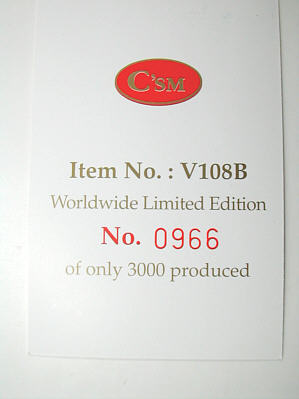 C'SM
Item No. : V108B
Worldwide Limited Edition
No. 0966
of only 3000 produced